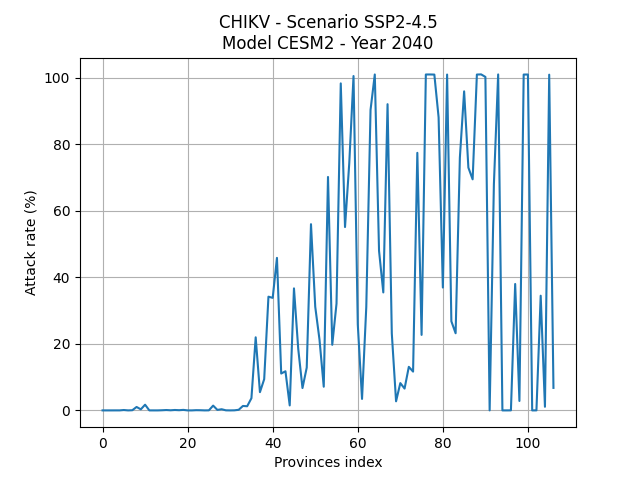 CHIKV - Scenario SSP2-4.5
Model CESM2 - Year 2040
100
80
60
40
20
0
Attack rate (%)
0 20 40 60 80 100
Provinces index